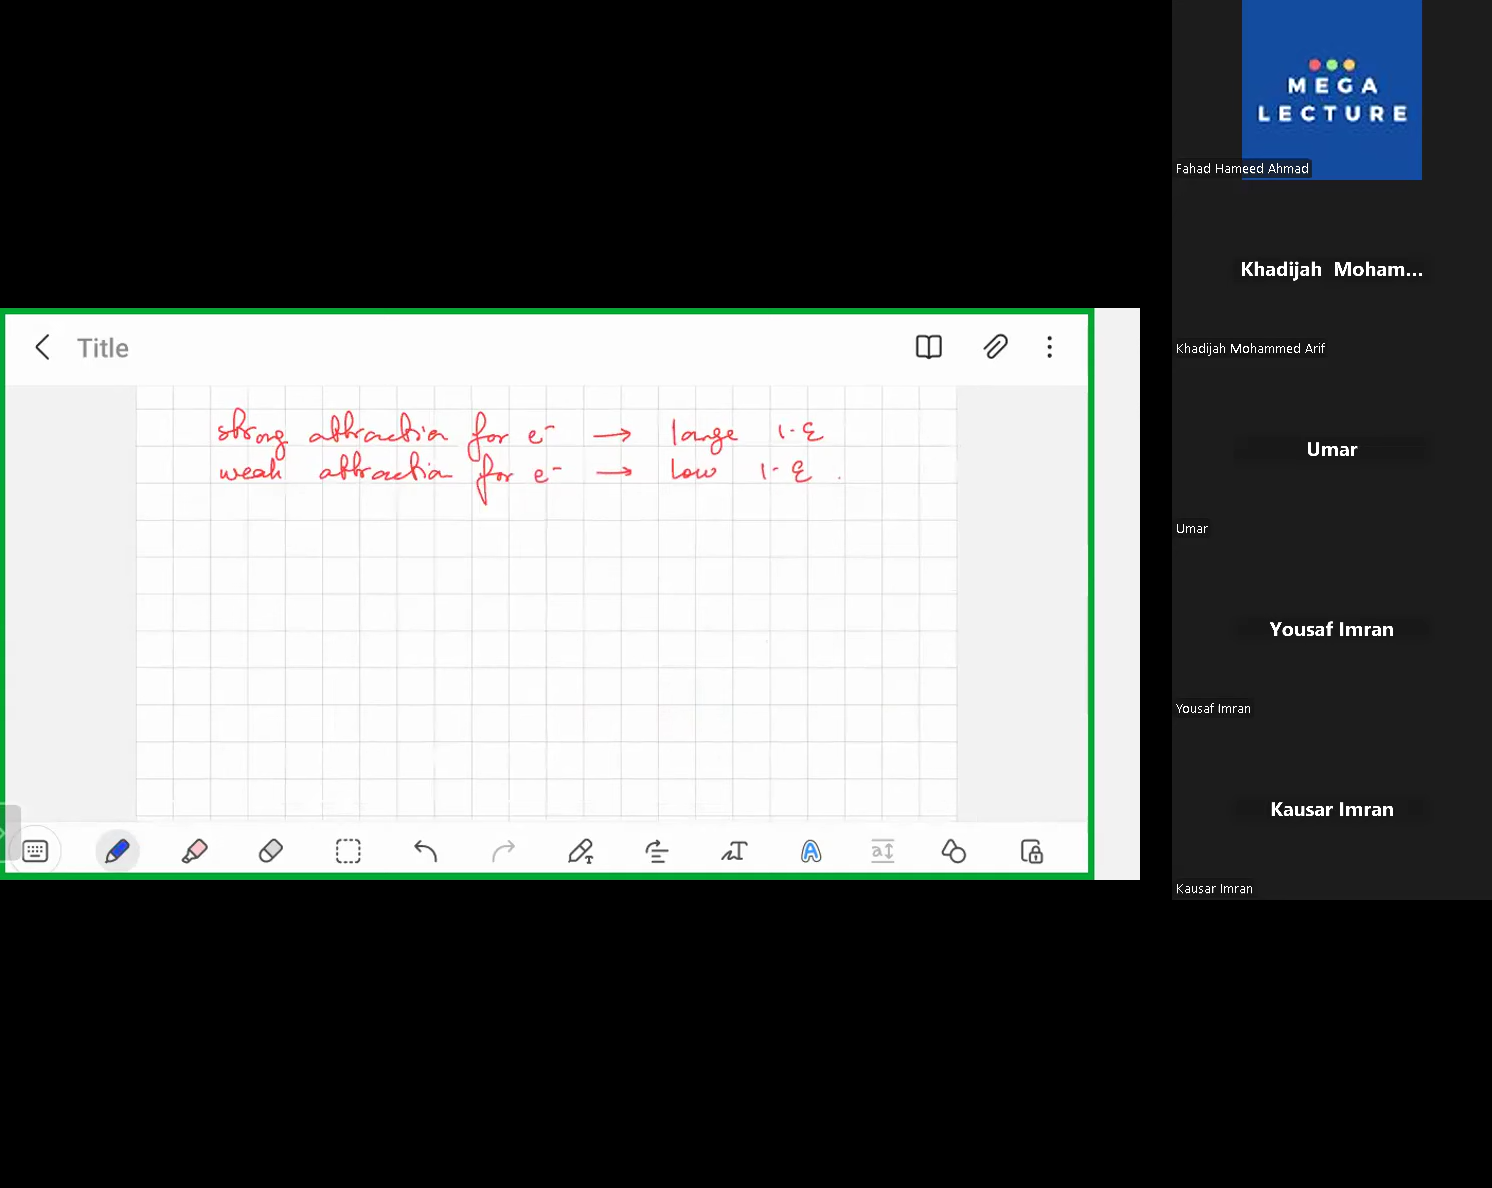 MEGA
LECTURE
Fahad Hameed Ahmad
Khadijah Moham...
Khadijah Mohammed Arif
Umar
Umar
Yousaf Imran
Yousaf Imran
Kausar Imran
Kausar Imran
Title
strong attraction for e⁻ → large I-E
weak attraction for e⁻ → low I-E .